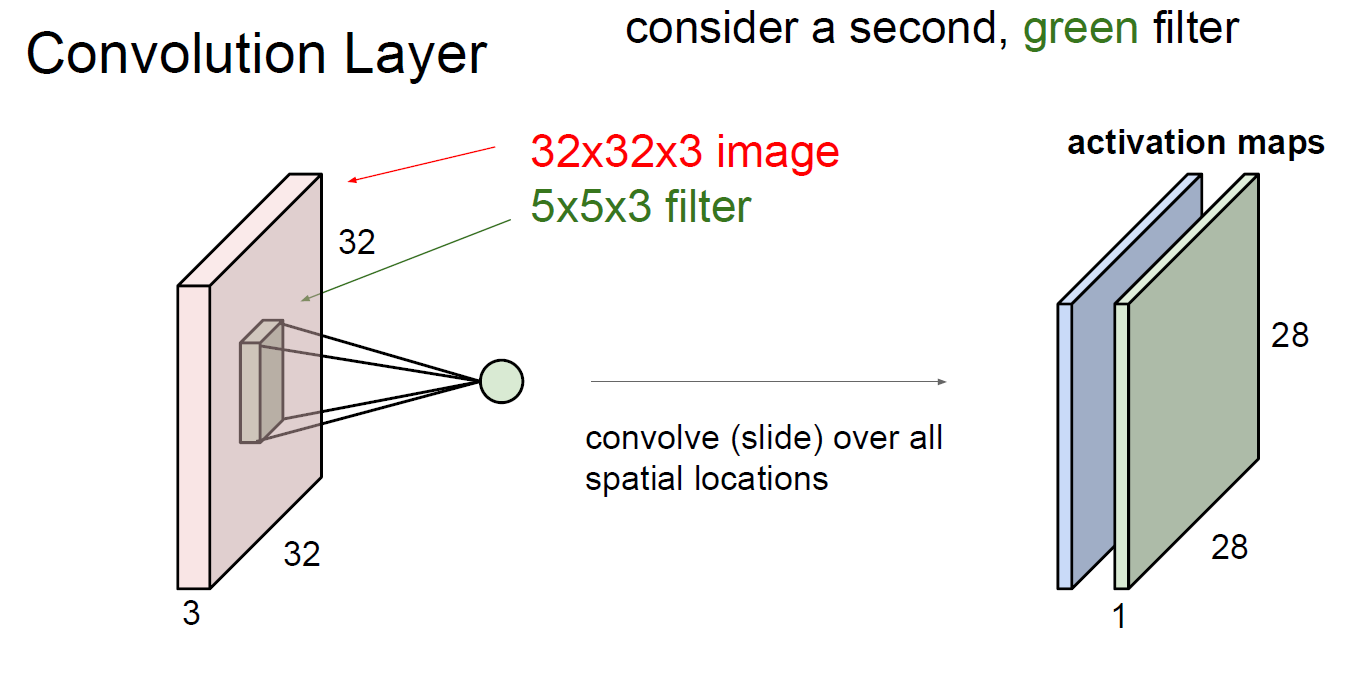 Convolution Layer
consider a second, green filter
32x32x3 image
5x5x3 filter
activation maps
32
28
convolve (slide) over all
spatial locations
32
28
3
1